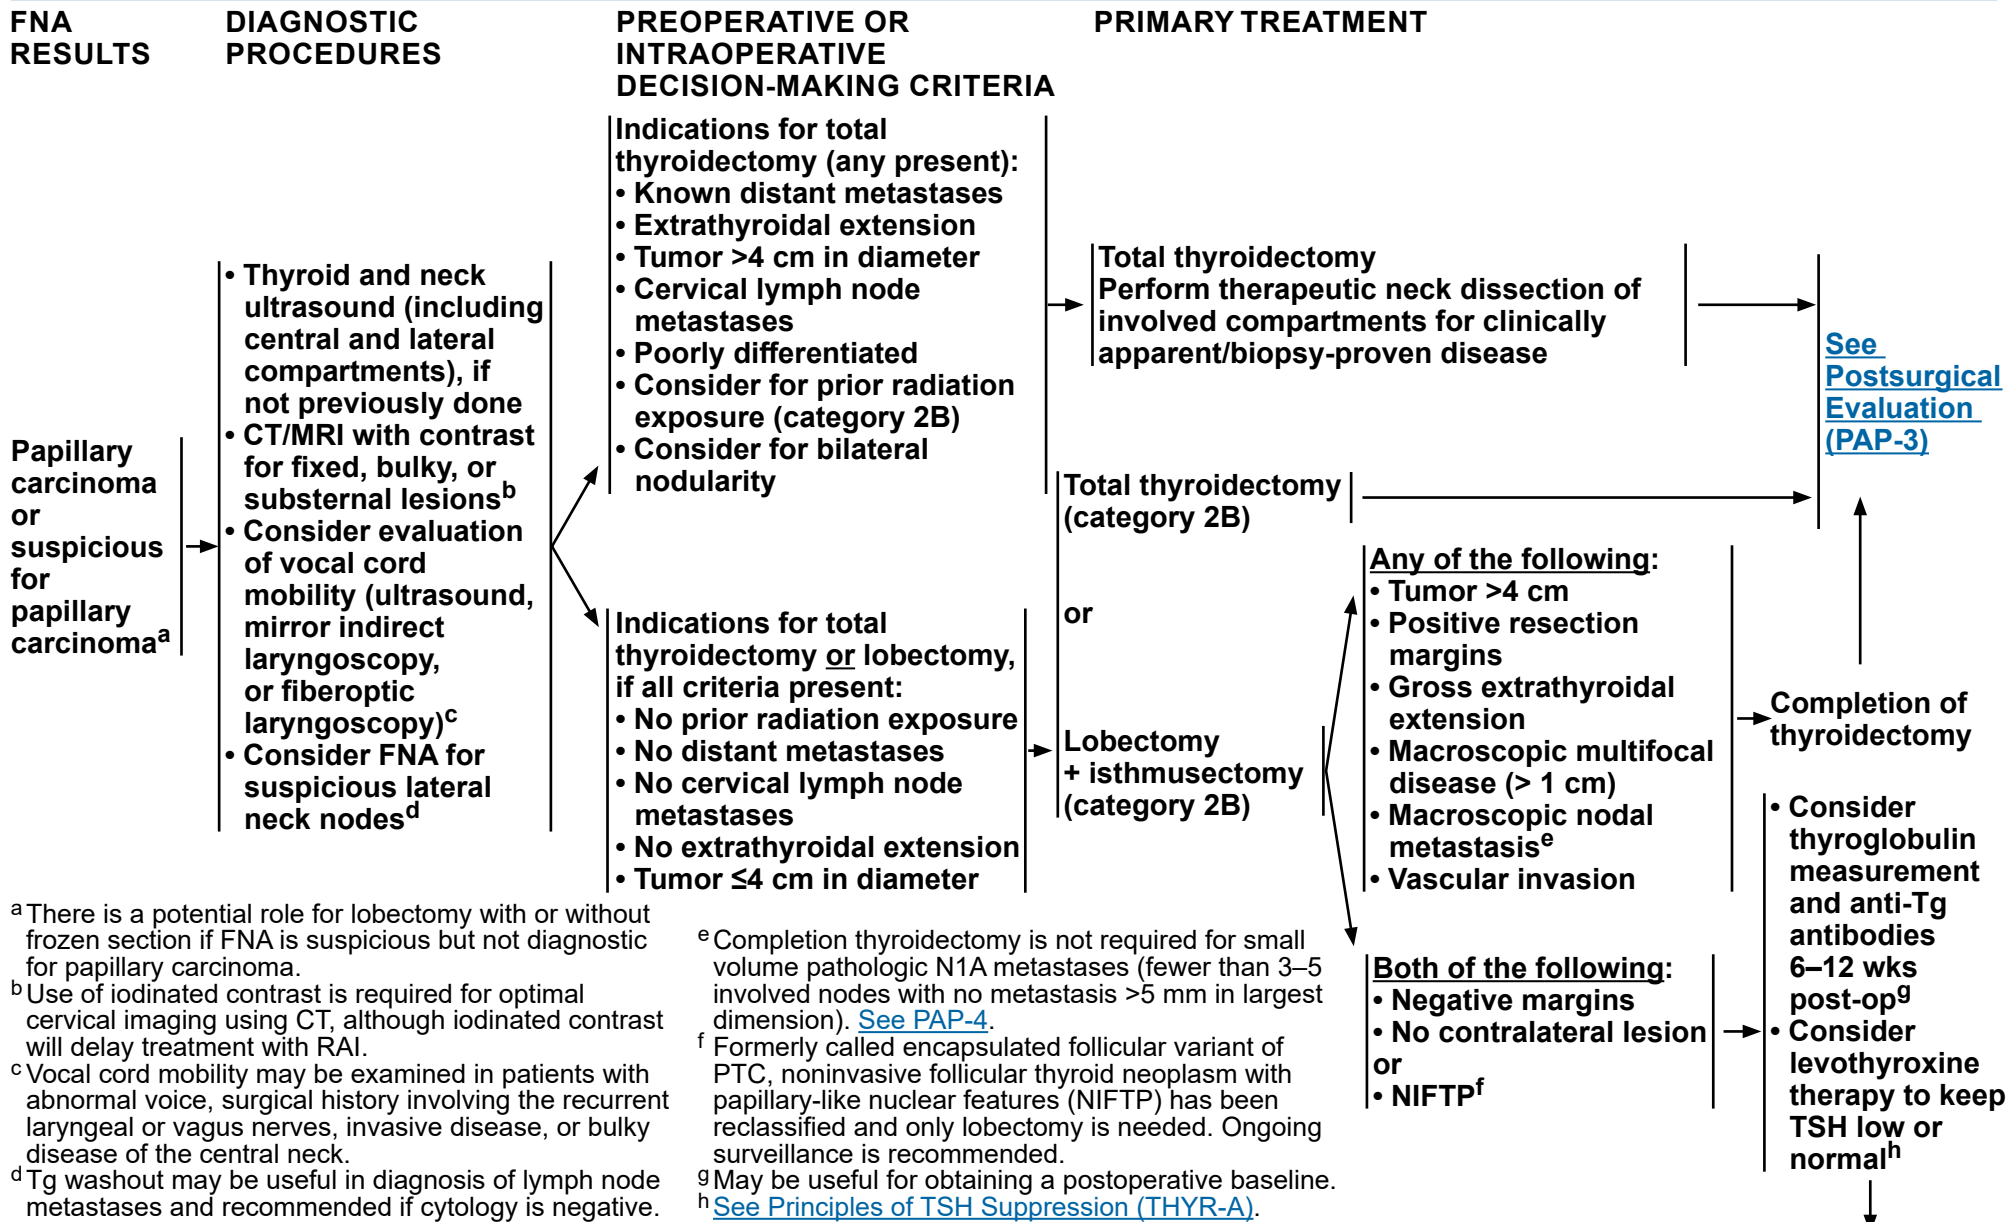 FNA
RESULTS
DIAGNOSTIC
PROCEDURES
PREOPERATIVE OR
INTRAOPERATIVE
DECISION-MAKING CRITERIA
PRIMARY TREATMENT
Papillary
carcinoma
or
suspicious
for
papillary
carcinomaᵃ
• Thyroid and neck
ultrasound (including
central and lateral
compartments), if
not previously done
• CT/MRI with contrast
for fixed, bulky, or
substernal lesionsᵇ
• Consider evaluation
of vocal cord
mobility (ultrasound,
mirror indirect
laryngoscopy,
or fiberoptic
laryngoscopy)ᶜ
• Consider FNA for
suspicious lateral
neck nodesᵈ
Indications for total
thyroidectomy (any present):
• Known distant metastases
• Extrathyroidal extension
• Tumor >4 cm in diameter
• Cervical lymph node
metastases
• Poorly differentiated
• Consider for prior radiation
exposure (category 2B)
• Consider for bilateral
nodularity
Indications for total
thyroidectomy or lobectomy,
if all criteria present:
• No prior radiation exposure
• No distant metastases
• No cervical lymph node
metastases
• No extrathyroidal extension
• Tumor ≤4 cm in diameter
Total thyroidectomy
Perform therapeutic neck dissection of
involved compartments for clinically
apparent/biopsy-proven disease
Total thyroidectomy
(category 2B)
or
Lobectomy
+ isthmusectomy
(category 2B)
Any of the following:
• Tumor >4 cm
• Positive resection
margins
• Gross extrathyroidal
extension
• Macroscopic multifocal
disease (> 1 cm)
• Macroscopic nodal
metastasisᵉ
• Vascular invasion
Both of the following:
• Negative margins
• No contralateral lesion
or
• NIFTPᶠ
See
Postsurgical
Evaluation
(PAP-3)
Completion of
thyroidectomy
• Consider
thyroglobulin
measurement
and anti-Tg
antibodies
6–12 wks
post-opᵍ
• Consider
levothyroxine
therapy to keep
TSH low or
normalʰ
ᵃ There is a potential role for lobectomy with or without
frozen section if FNA is suspicious but not diagnostic
for papillary carcinoma.
ᵇ Use of iodinated contrast is required for optimal
cervical imaging using CT, although iodinated contrast
will delay treatment with RAI.
ᶜ Vocal cord mobility may be examined in patients with
abnormal voice, surgical history involving the recurrent
laryngeal or vagus nerves, invasive disease, or bulky
disease of the central neck.
ᵈ Tg washout may be useful in diagnosis of lymph node
metastases and recommended if cytology is negative.
ᵉ Completion thyroidectomy is not required for small
volume pathologic N1A metastases (fewer than 3–5
involved nodes with no metastasis >5 mm in largest
dimension). See PAP-4.
ᶠ Formerly called encapsulated follicular variant of
PTC, noninvasive follicular thyroid neoplasm with
papillary-like nuclear features (NIFTP) has been
reclassified and only lobectomy is needed. Ongoing
surveillance is recommended.
ᵍ May be useful for obtaining a postoperative baseline.
ʰ See Principles of TSH Suppression (THYR-A).